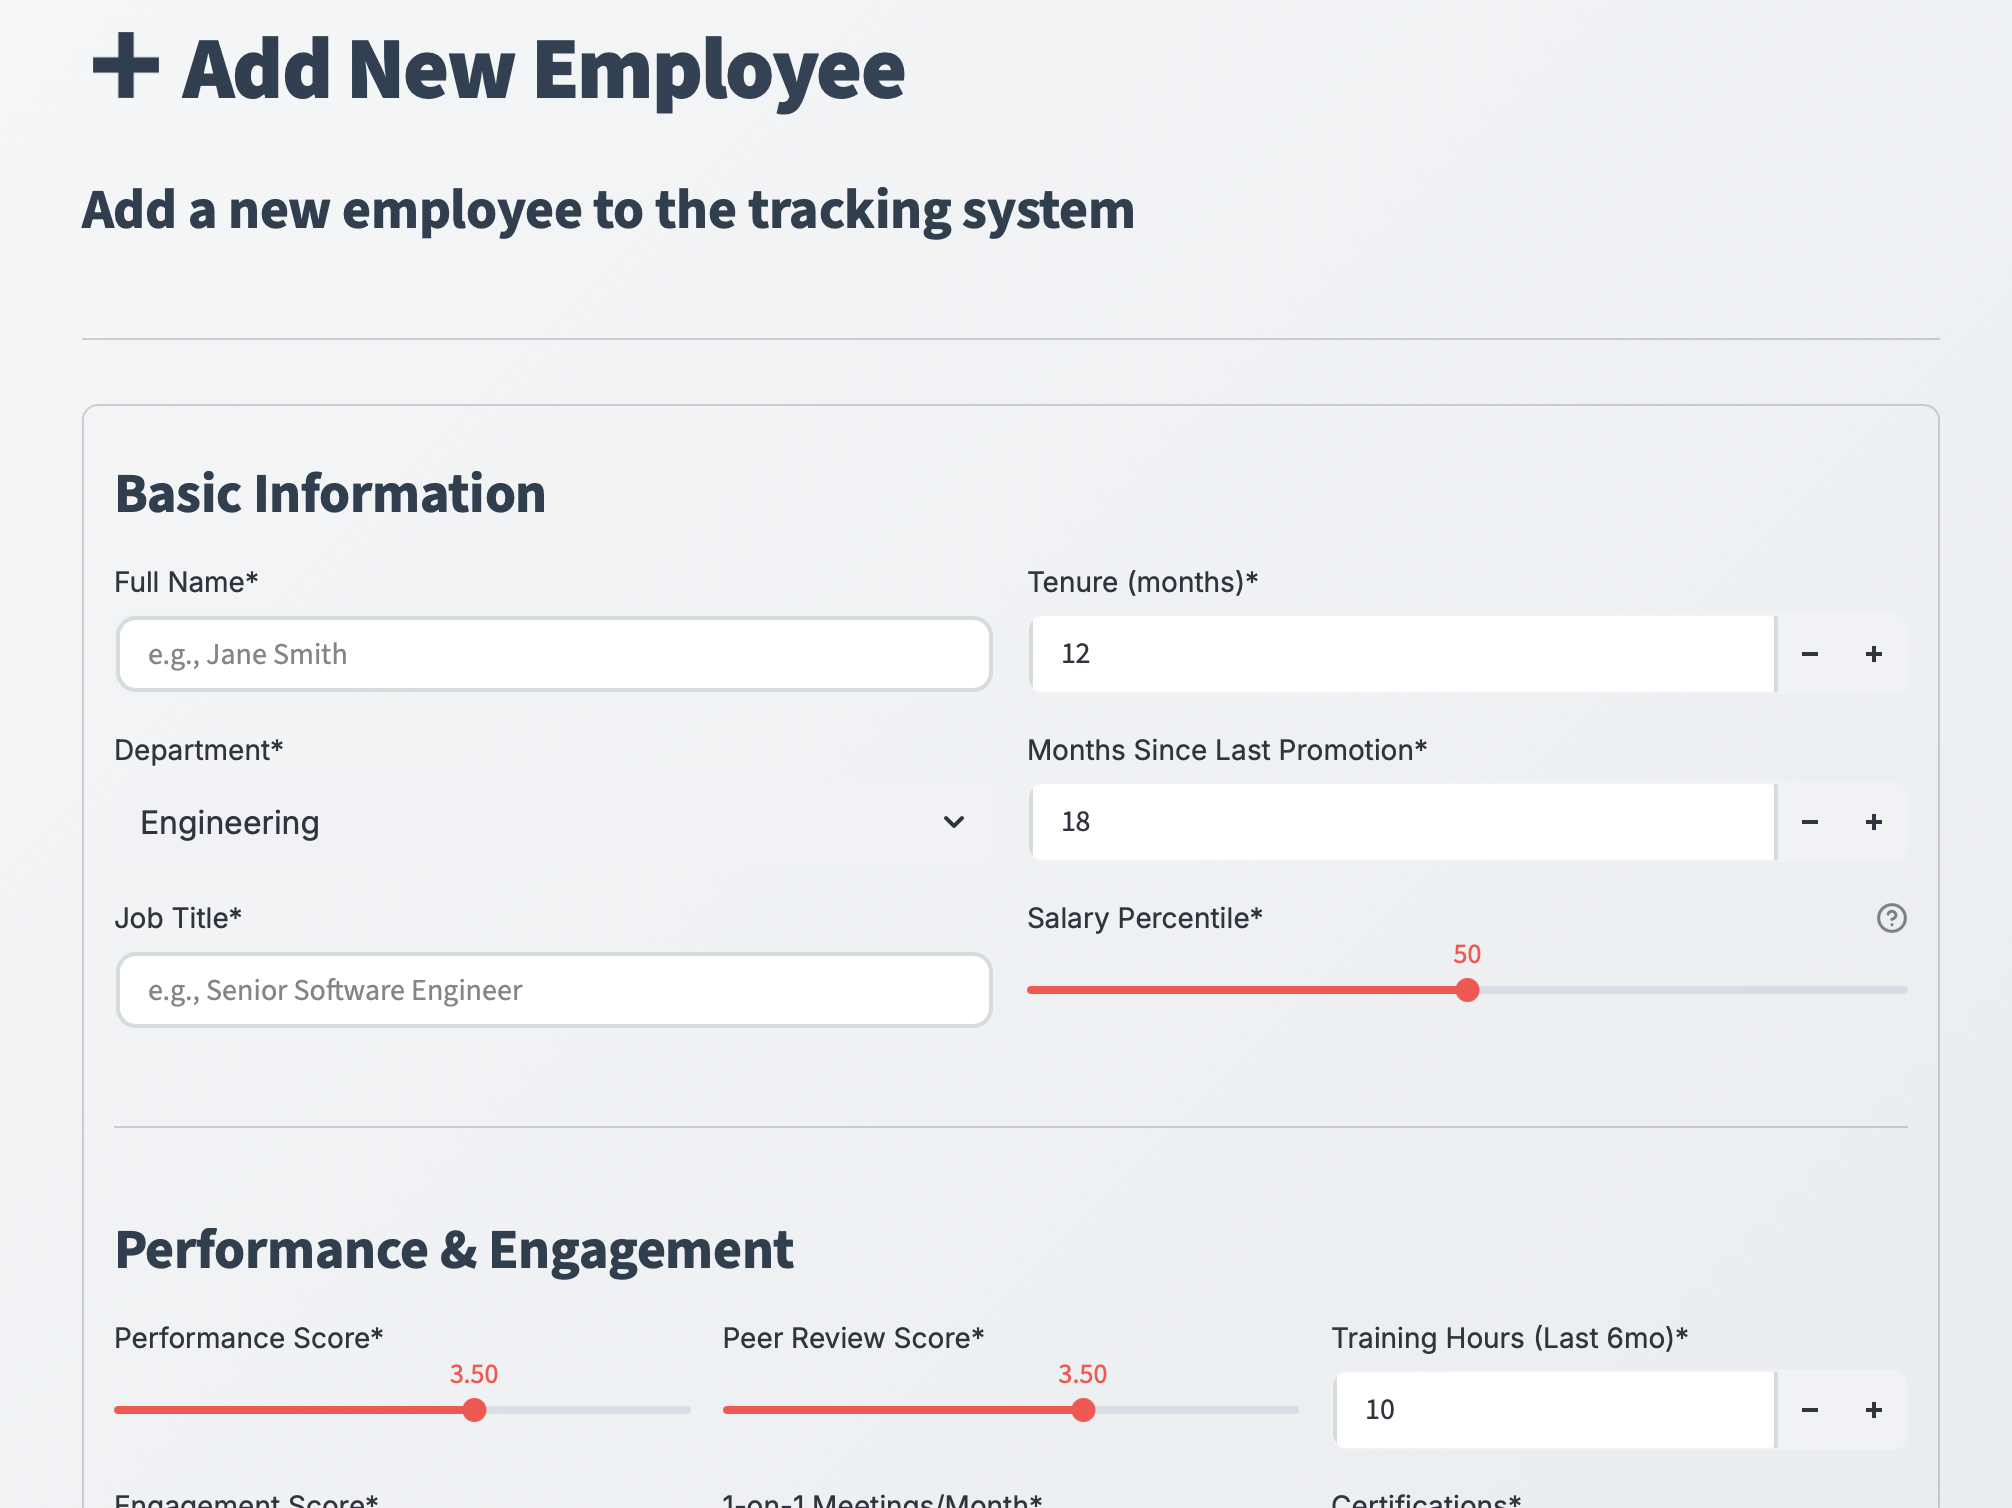 Add New Employee
Add a new employee to the tracking system
Basic Information
Full Name*
e.g., Jane Smith
Tenure (months)*
12
Department*
Engineering
Months Since Last Promotion*
18
Job Title*
e.g., Senior Software Engineer
Salary Percentile*
50
Performance & Engagement
Performance Score*
3.50
Peer Review Score*
3.50
Training Hours (Last 6mo)*
10
Engagement Score*
1-on-1 Meetings/Month*
Certifications*